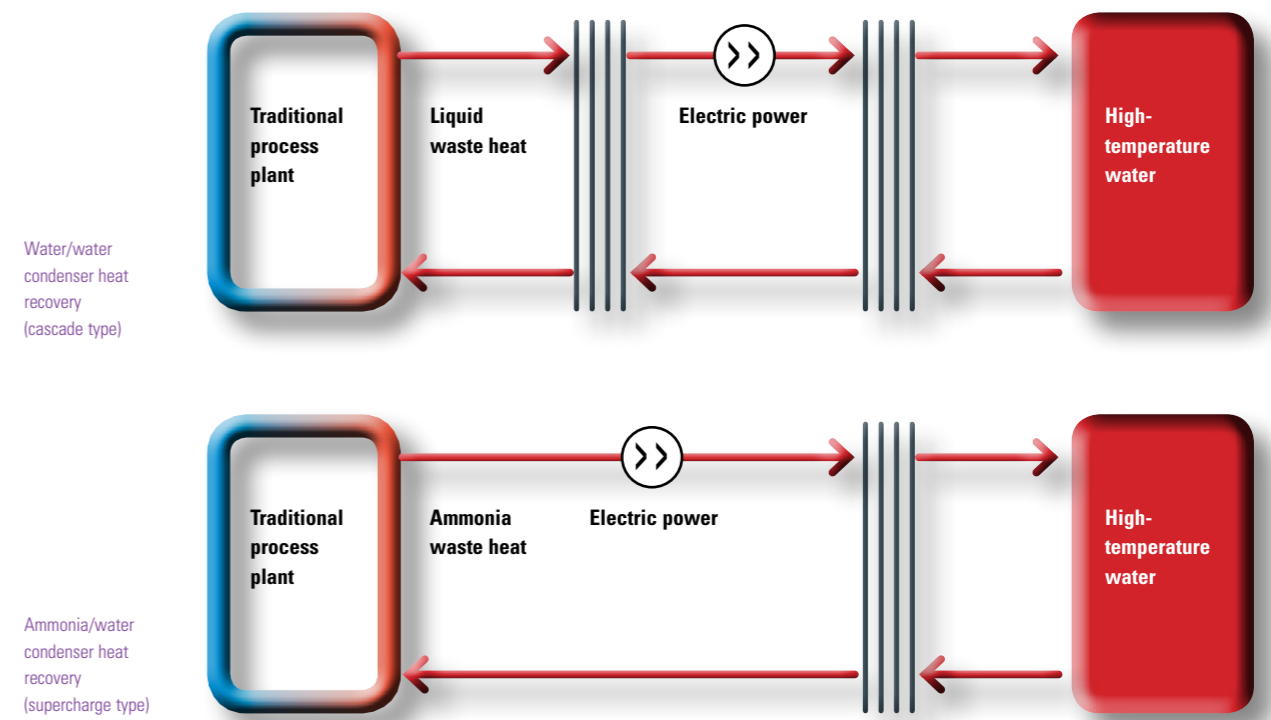 Traditional
process
plant
Liquid
waste heat
Electric power
High-
temperature
water
Water/water
condenser heat
recovery
(cascade type)
Traditional
process
plant
Ammonia
waste heat
Electric power
High-
temperature
water
Ammonia/water
condenser heat
recovery
(supercharge type)